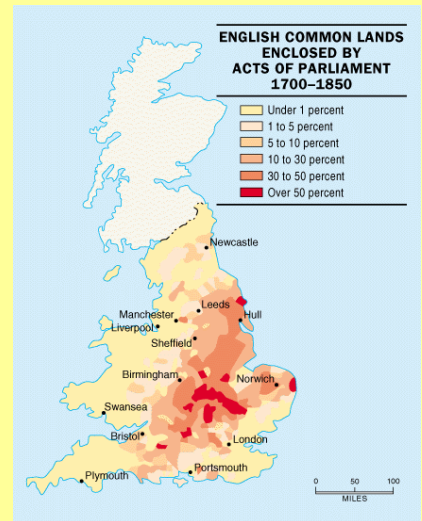 ENGLISH COMMON LANDS
ENCLOSED BY
ACTS OF PARLIAMENT
1700–1850
Under 1 percent
1 to 5 percent
5 to 10 percent
10 to 30 percent
30 to 50 percent
Over 50 percent
Newcastle
Leeds
Manchester
Hull
Liverpool
Sheffield
Birmingham
Norwich
Swansea
Bristol
London
Portsmouth
Plymouth
0 50 100
MILES